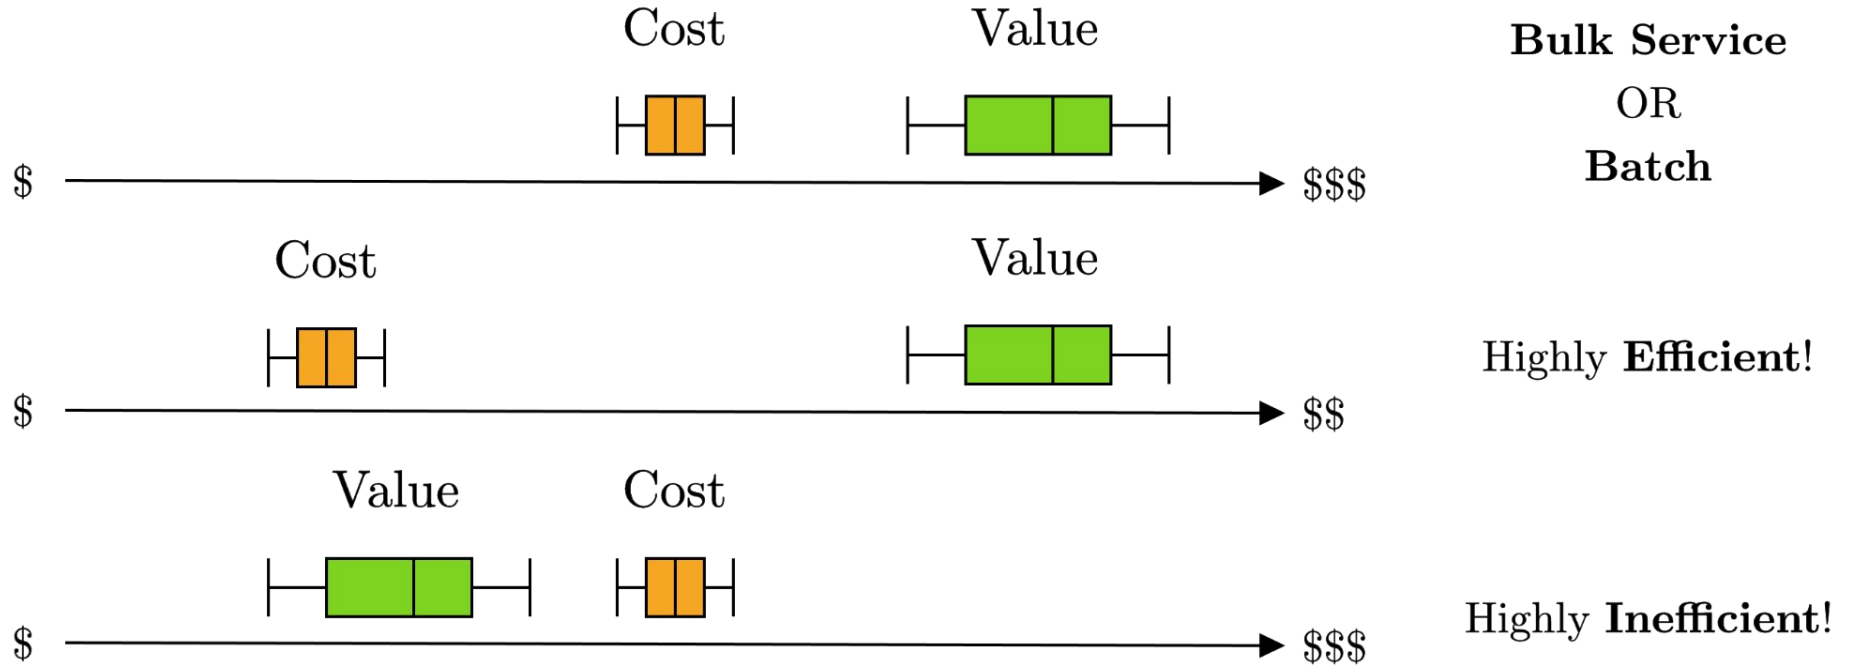 Cost Value
Bulk Service
OR
Batch
$ $$$
Cost Value
Highly Efficient!
$ $$
Value Cost
Highly Inefficient!
$ $$$